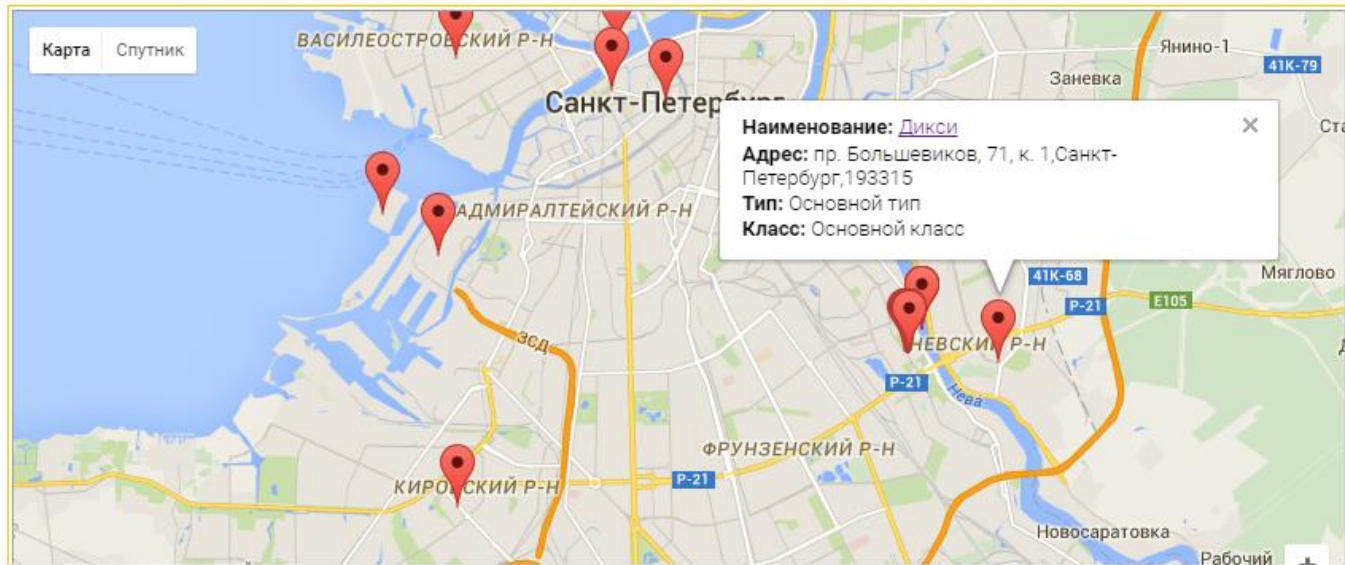 Карта Спутник
ВАСИЛЕОСТРОВСКИЙ Р-Н
Янино-1
41К-79
Заневка
Санкт-Петербург
Наименование: Дикси
Адрес: пр. Большевиков, 71, к. 1,Санкт-
Петербург,193315
Тип: Основной тип
Класс: Основной класс
Ста
АДМИРАЛТЕЙСКИЙ Р-Н
41К-68
Мяглово
Р-21
Е105
ЗСД
НЕВСКИЙ Р-Н
Р-21
Нева
ФРУНЗЕНСКИЙ Р-Н
Р-21
КИРОВСКИЙ Р-Н
Новосаратовка
Рабочий
+